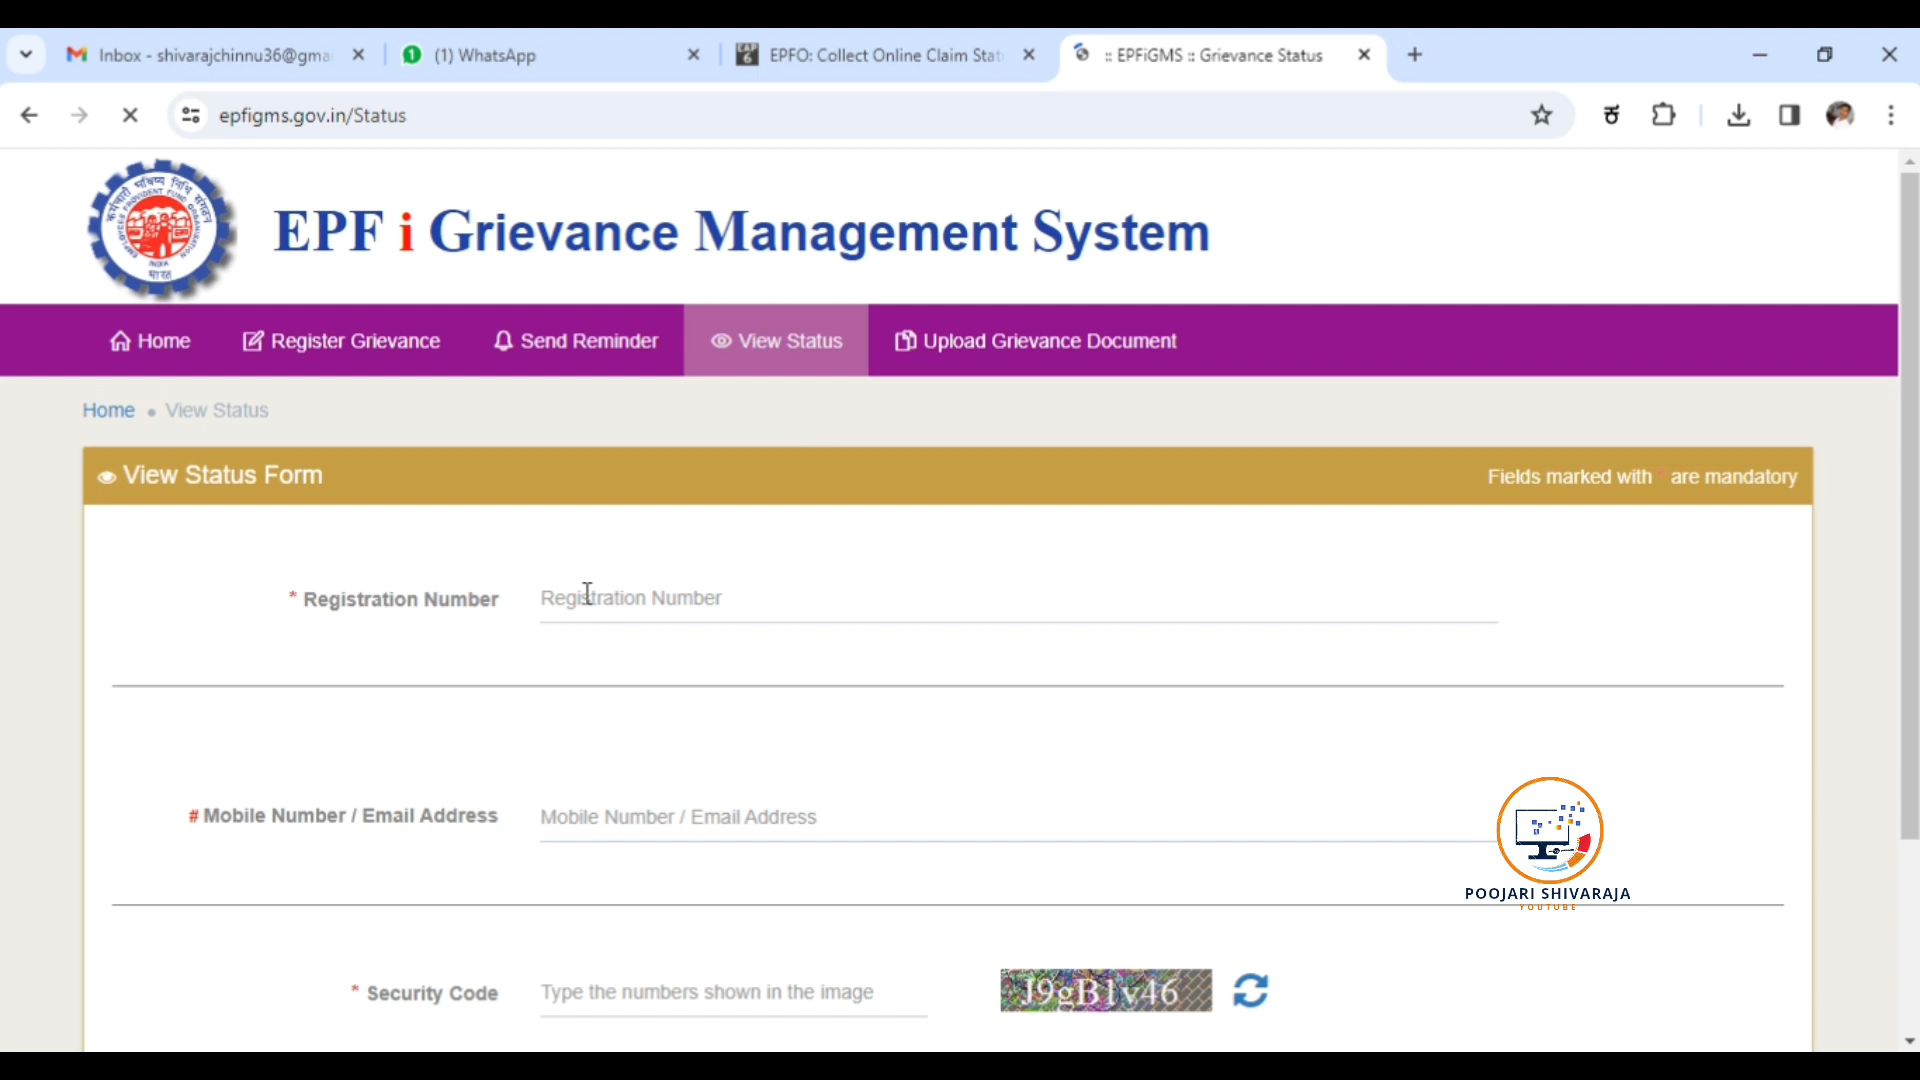 Inbox - shivarajchinnu36@gma
(1) WhatsApp
EPFO: Collect Online Claim Stat
:: EPFiGMS :: Grievance Status
epfigms.gov.in/Status
EPF i Grievance Management System
Home
Register Grievance
Send Reminder
View Status
Upload Grievance Document
Home • View Status
View Status Form
Fields marked with * are mandatory
* Registration Number
Registration Number
# Mobile Number / Email Address
Mobile Number / Email Address
POOJARI SHIVARAJA
YOUTUBE
* Security Code
Type the numbers shown in the image
J9gB1v46